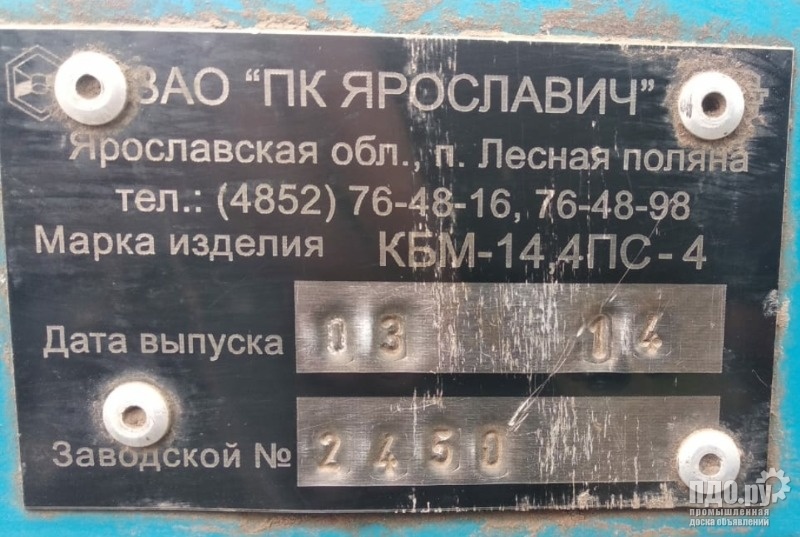 ЗАО "ПК ЯРОСЛАВИЧ"
Ярославская обл., п. Лесная поляна
тел.: (4852) 76-48-16, 76-48-98
Марка изделия КБМ-14,4ПС-4
Дата выпуска 03 14
Заводской № 2450
ПДО.ру
промышленная
доска объявлений